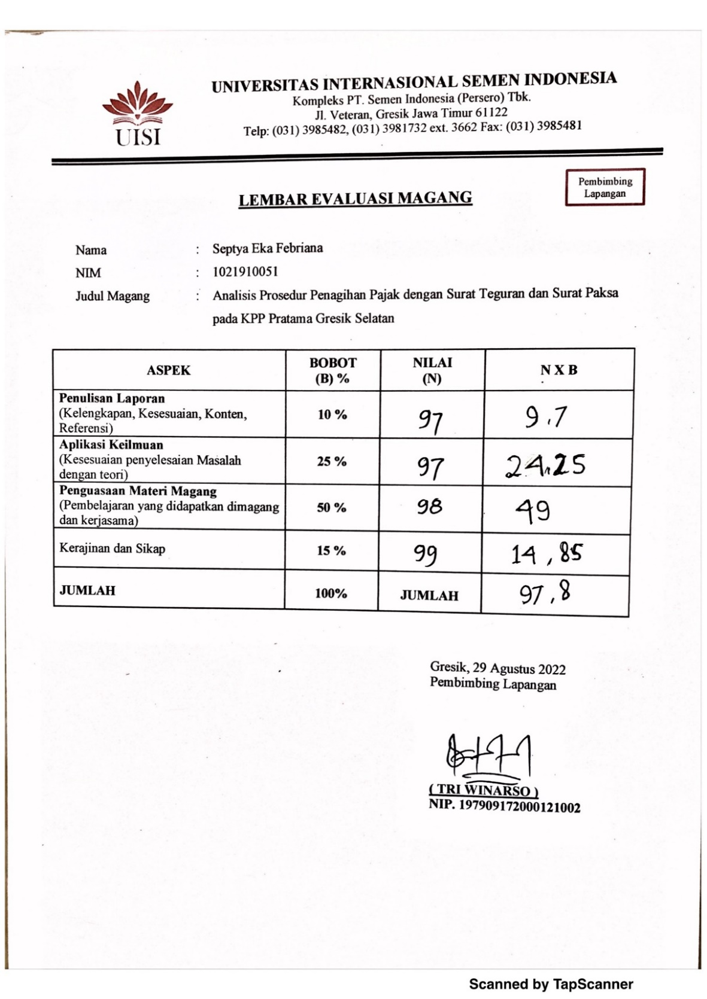 UNIVERSITAS INTERNASIONAL SEMEN INDONESIA
Kompleks PT. Semen Indonesia (Persero) Tbk.
Jl. Veteran, Gresik Jawa Timur 61122
Telp: (031) 3985482, (031) 3981732 ext. 3662 Fax: (031) 3985481
UISI
Pembimbing
Lapangan
LEMBAR EVALUASI MAGANG
Nama : Septya Eka Febriana
NIM : 1021910051
Judul Magang : Analisis Prosedur Penagihan Pajak dengan Surat Teguran dan Surat Paksa
pada KPP Pratama Gresik Selatan
ASPEK BOBOT (B) % NILAI (N) N X B
Penulisan Laporan
(Kelengkapan, Kesesuaian, Konten,
Referensi)
10 % 97 9.7
Aplikasi Keilmuan
(Kesesuaian penyelesaian Masalah
dengan teori)
25 % 97 24.25
Penguasaan Materi Magang
(Pembelajaran yang didapatkan dimagang
dan kerjasama)
50 % 98 49
Kerajinan dan Sikap 15 % 99 14,85
JUMLAH 100% JUMLAH 97,8
Gresik, 29 Agustus 2022
Pembimbing Lapangan
( TRI WINARSO )
NIP. 197909172000121002
Scanned by TapScanner